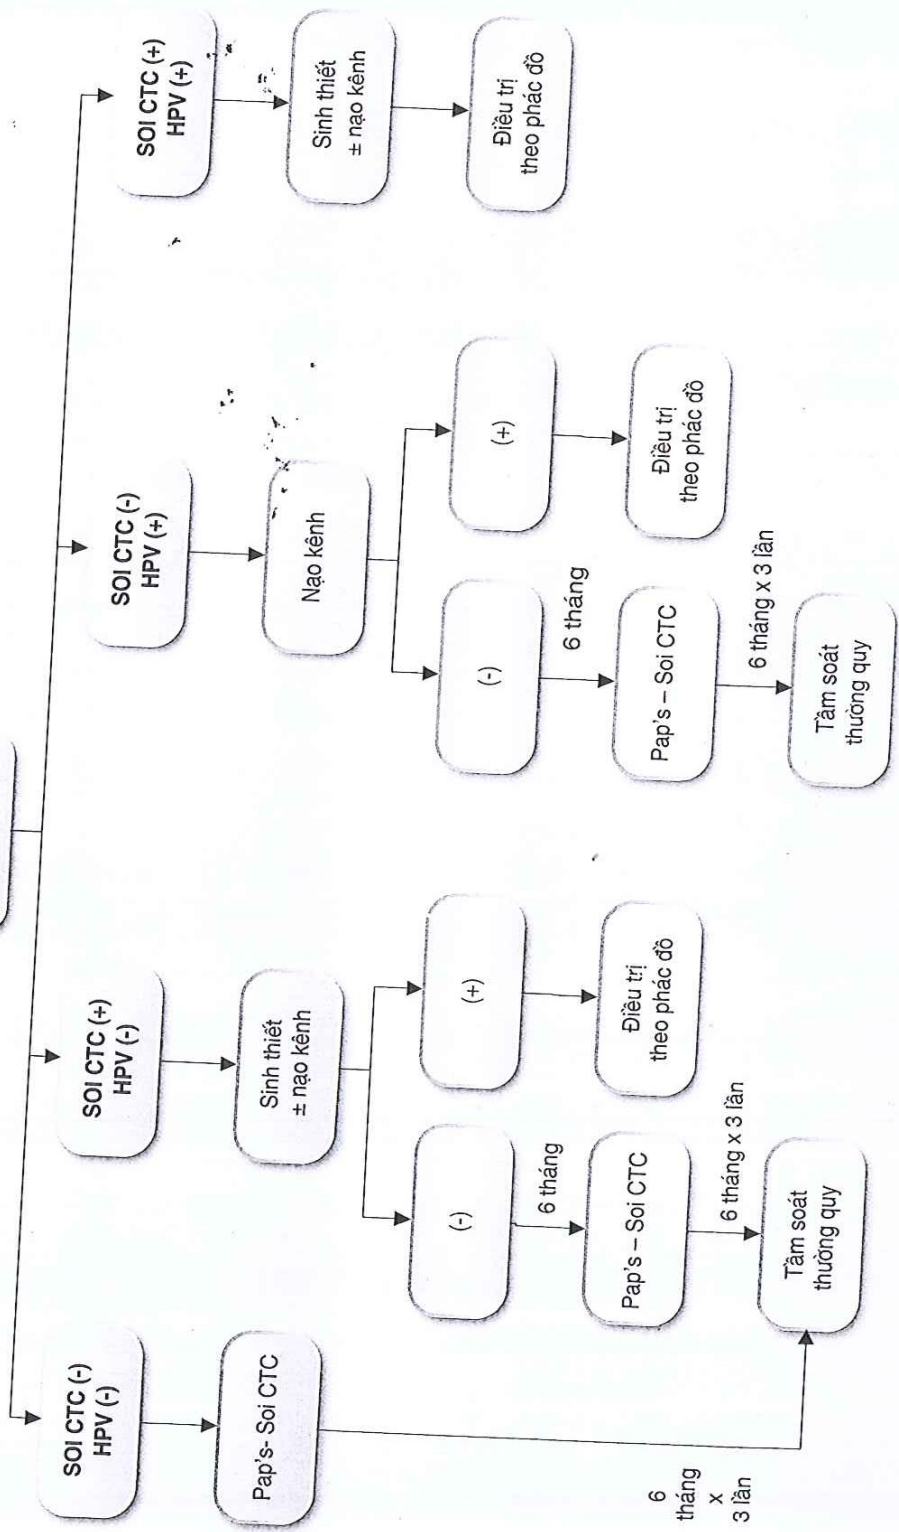 SOI CTC (-)
HPV (-)
SOI CTC (+)
HPV (-)
SOI CTC (-)
HPV (+)
SOI CTC (+)
HPV (+)
Pap's- Soi CTC
Sinh thiết
± nạo kênh
Nạo kênh
Sinh thiết
± nạo kênh
(-)
(+)
(-)
(+)
Điều trị
theo phác đồ
6 tháng
6 tháng
Pap's – Soi CTC
Điều trị
theo phác đồ
Pap's – Soi CTC
Điều trị
theo phác đồ
6
tháng
x
3 lần
6 tháng x 3 lần
6 tháng x 3 lần
Tầm soát
thường quy
Tầm soát
thường quy